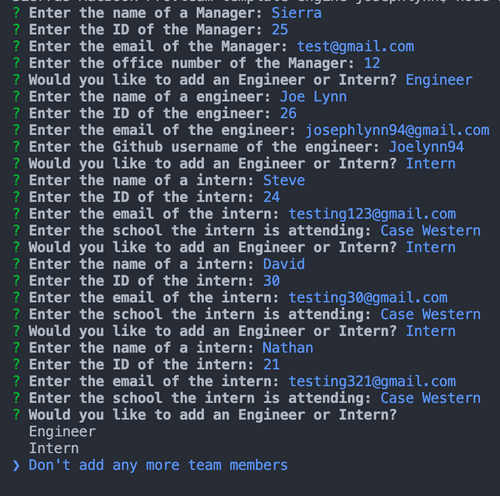 ? Enter the name of a Manager: Sierra
? Enter the ID of the Manager: 25
? Enter the email of the Manager: test@gmail.com
? Enter the office number of the Manager: 12
? Would you like to add an Engineer or Intern? Engineer
? Enter the name of a engineer: Joe Lynn
? Enter the ID of the engineer: 26
? Enter the email of the engineer: josephlynn94@gmail.com
? Enter the Github username of the engineer: Joelynn94
? Would you like to add an Engineer or Intern? Intern
? Enter the name of a intern: Steve
? Enter the ID of the intern: 24
? Enter the email of the intern: testing123@gmail.com
? Enter the school the intern is attending: Case Western
? Would you like to add an Engineer or Intern? Intern
? Enter the name of a intern: David
? Enter the ID of the intern: 30
? Enter the email of the intern: testing30@gmail.com
? Enter the school the intern is attending: Case Western
? Would you like to add an Engineer or Intern? Intern
? Enter the name of a intern: Nathan
? Enter the ID of the intern: 21
? Enter the email of the intern: testing321@gmail.com
? Enter the school the intern is attending: Case Western
? Would you like to add an Engineer or Intern?
Engineer
Intern
❯ Don't add any more team members